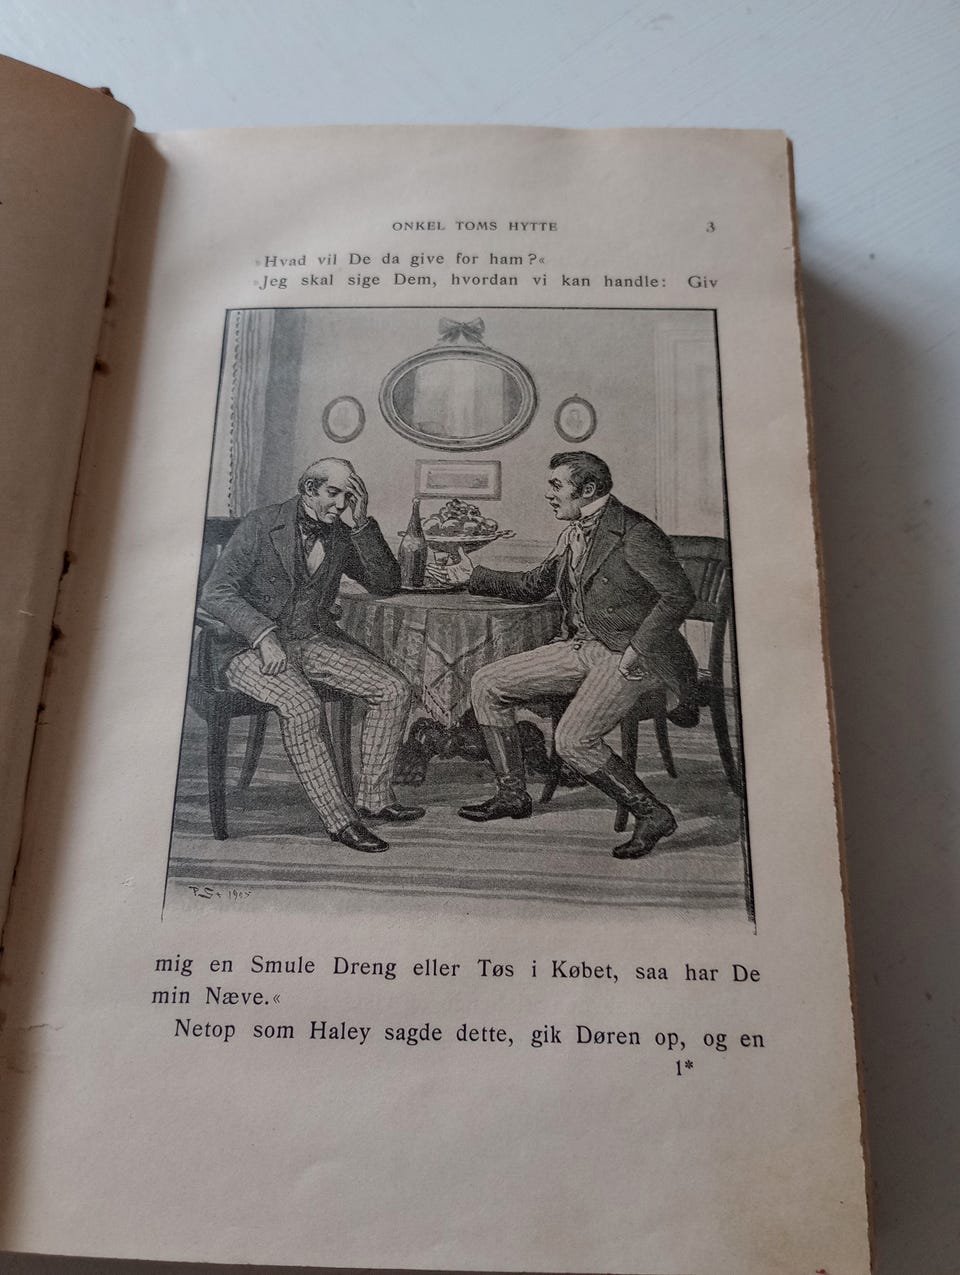 ONKEL TOMS HYTTE 3
»Hvad vil De da give for ham?«
»Jeg skal sige Dem, hvordan vi kan handle: Giv
1905
mig en Smule Dreng eller Tøs i Købet, saa har De
min Næve.«
Netop som Haley sagde dette, gik Døren op, og en
1*